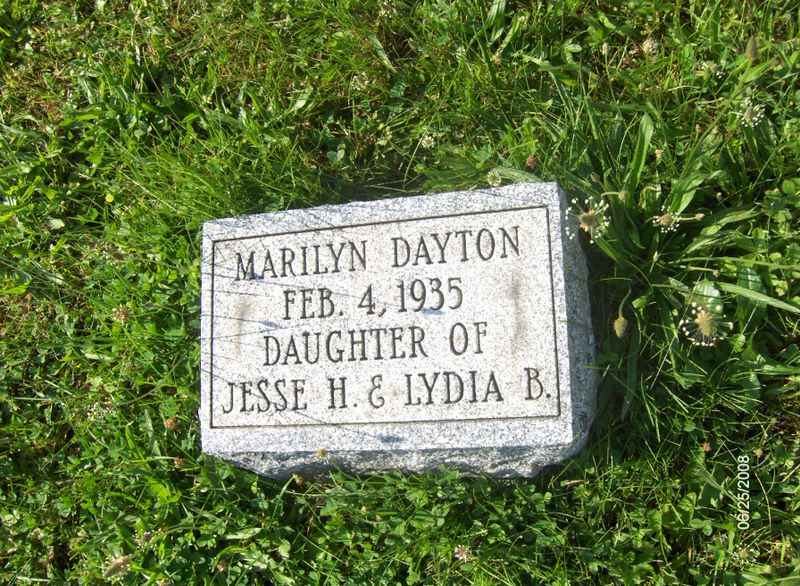 MARILYN DAYTON
FEB. 4, 1935
DAUGHTER OF
JESSE H. & LYDIA B.
06/25/2008